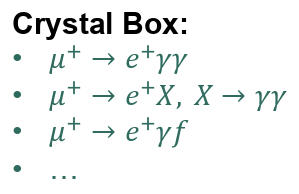 Crystal Box:
• μ⁺ → e⁺γγ
• μ⁺ → e⁺X, X → γγ
• μ⁺ → e⁺γf
• …